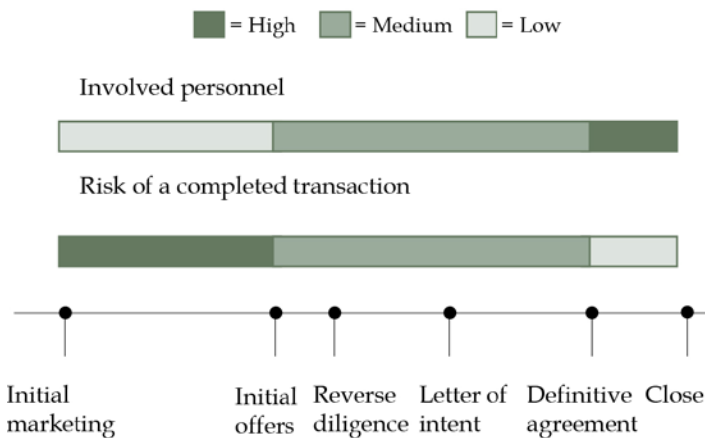 = High = Medium = Low
Involved personnel
Risk of a completed transaction
Initial marketing
Initial offers
Reverse diligence
Letter of intent
Definitive agreement
Close